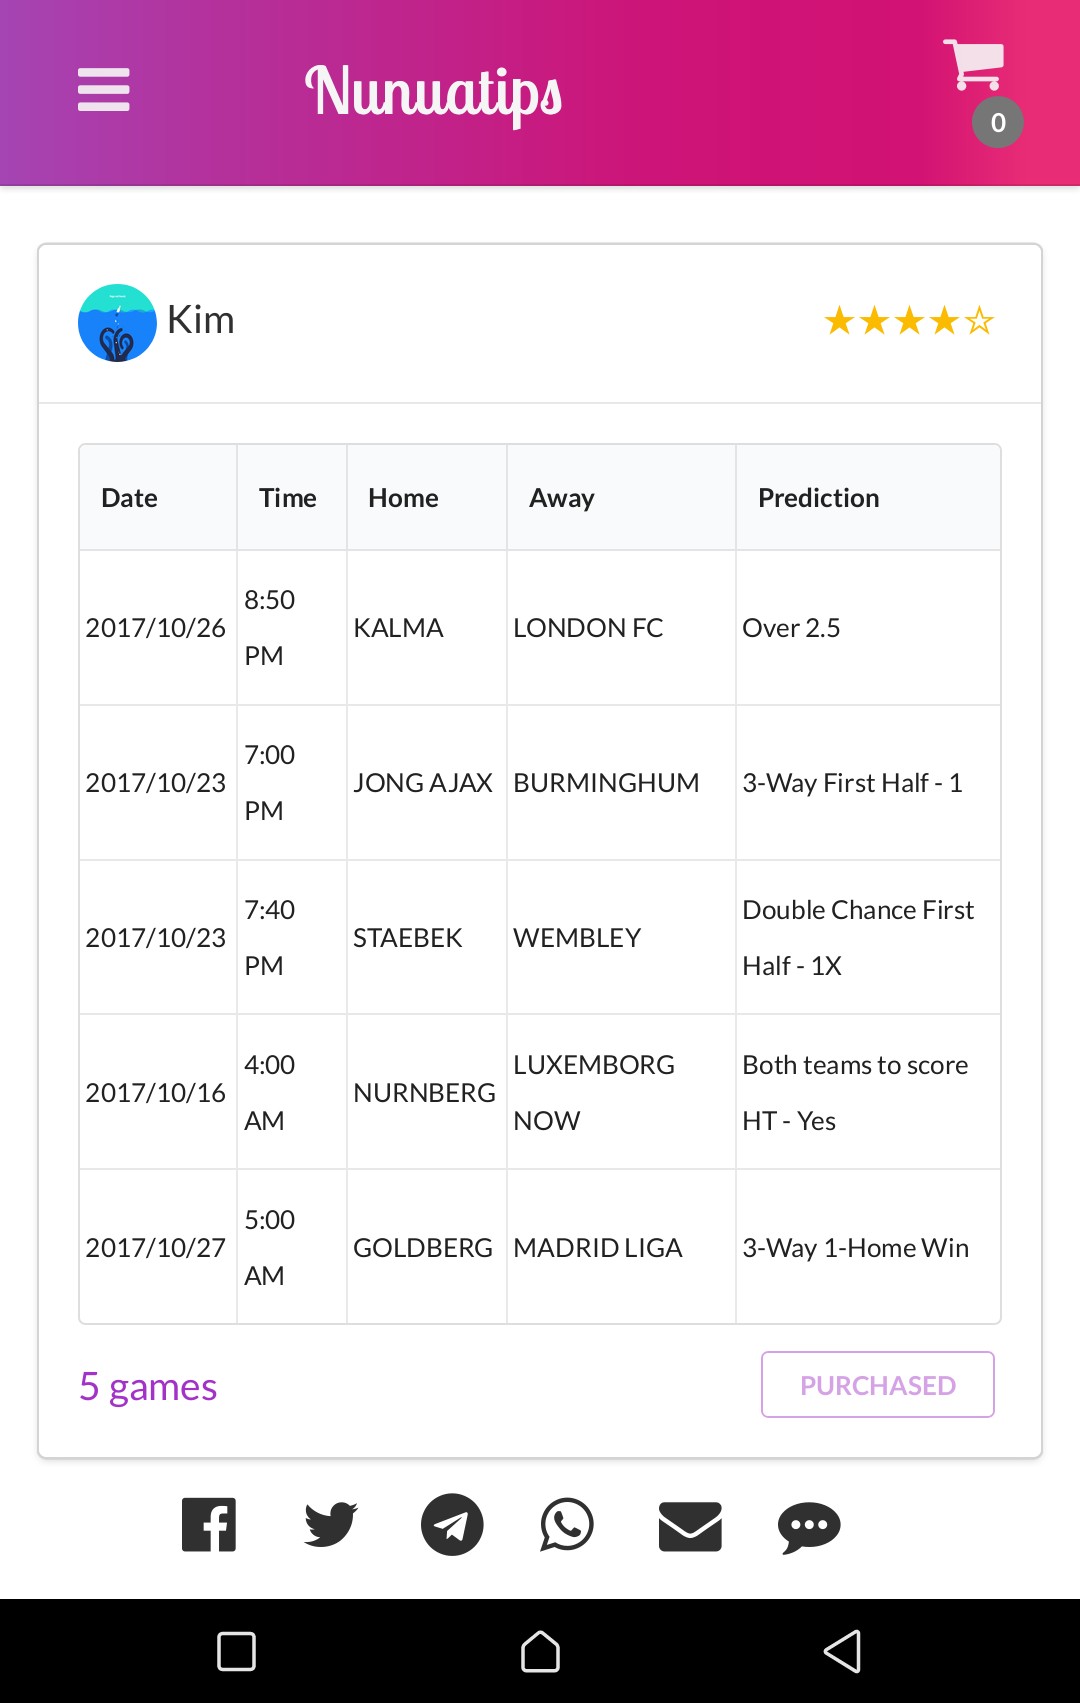 Nunuatips
0
Kim
Date Time Home Away Prediction
2017/10/26 8:50 PM KALMA LONDON FC Over 2.5
2017/10/23 7:00 PM JONG AJAX BURMINGHUM 3-Way First Half - 1
2017/10/23 7:40 PM STAEBEK WEMBLEY Double Chance First Half - 1X
2017/10/16 4:00 AM NURNBERG LUXEMBORG NOW Both teams to score HT - Yes
2017/10/27 5:00 AM GOLDBERG MADRID LIGA 3-Way 1-Home Win
5 games
PURCHASED